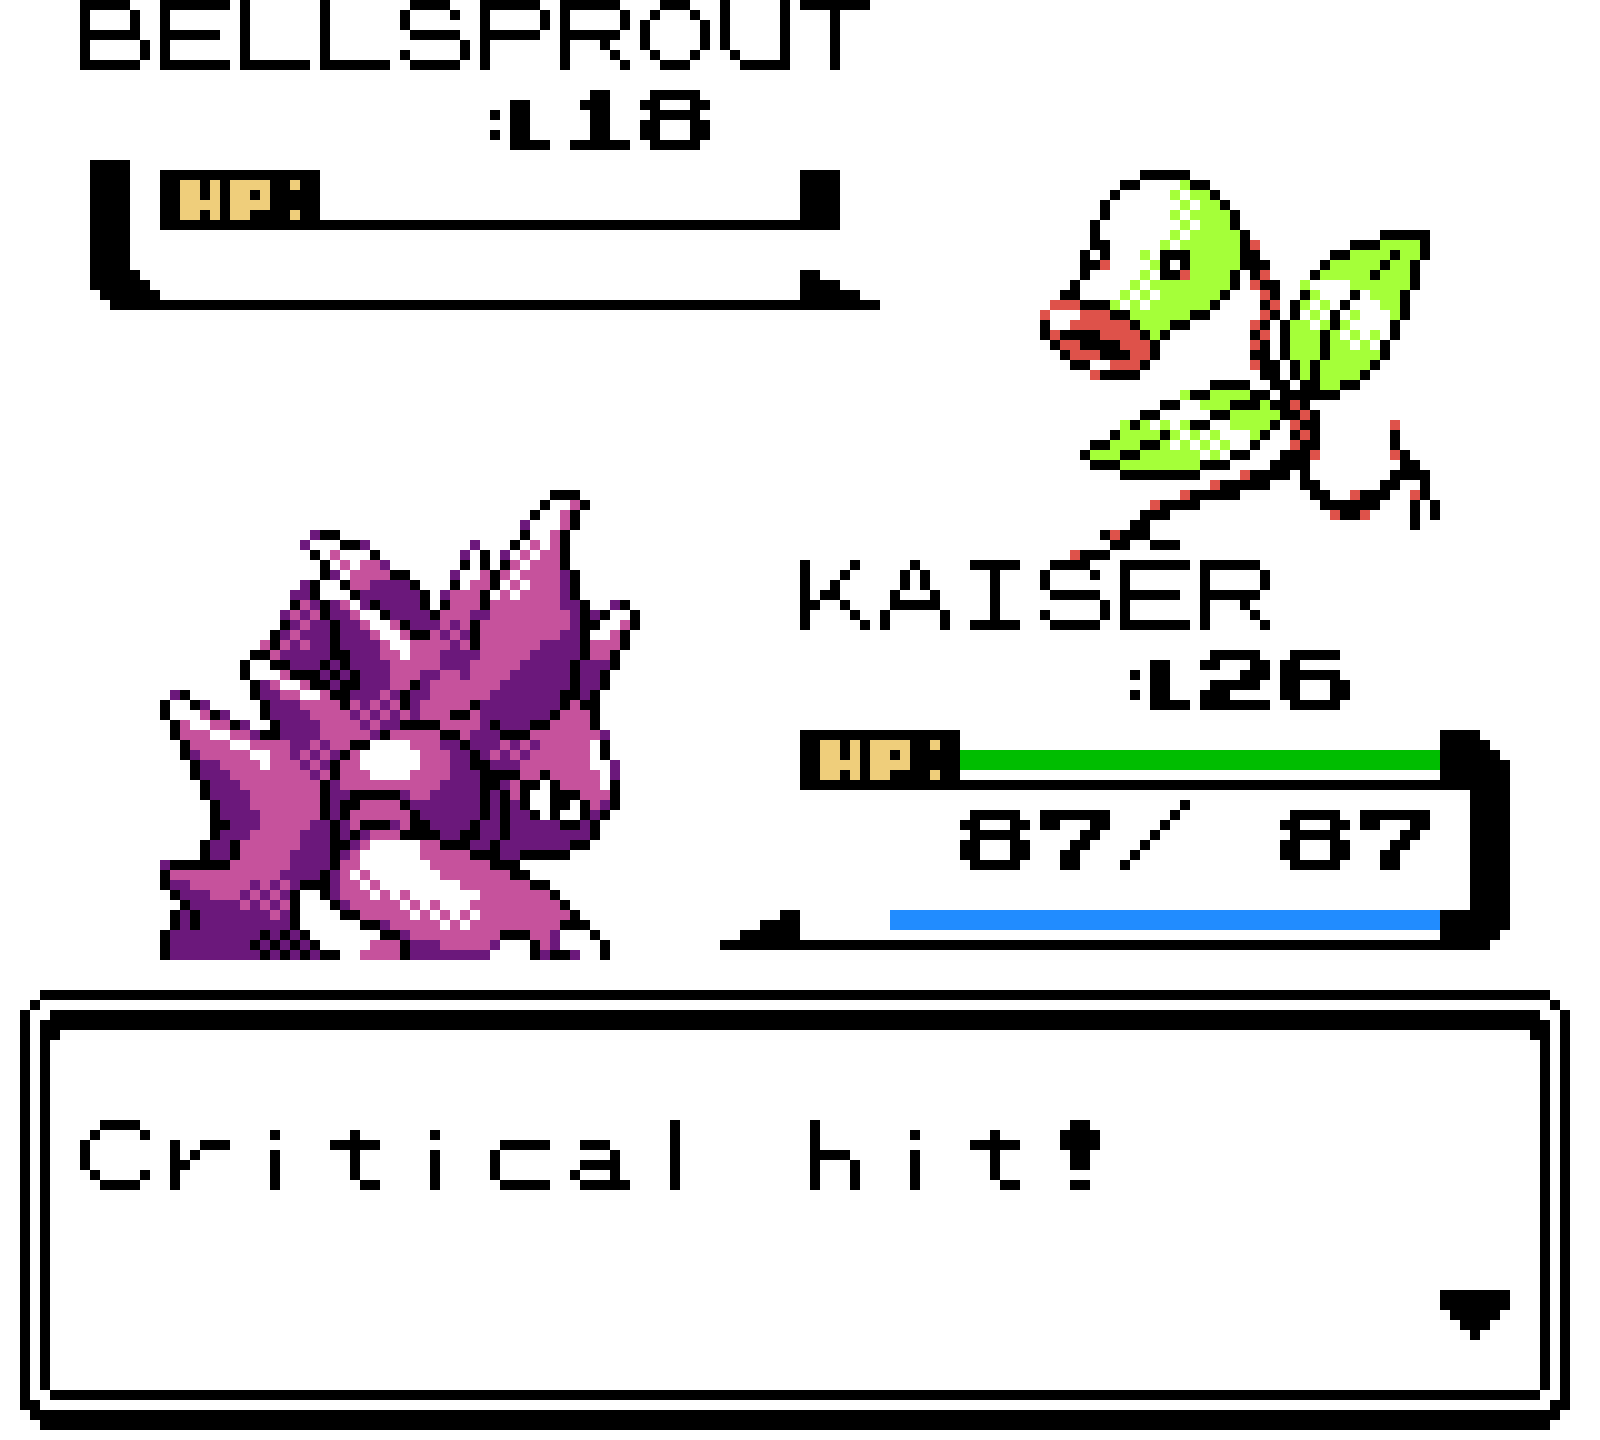 BELLSPROUT
:L18
HP:
KAISER
:L26
HP:
87/ 87
Critical hit!